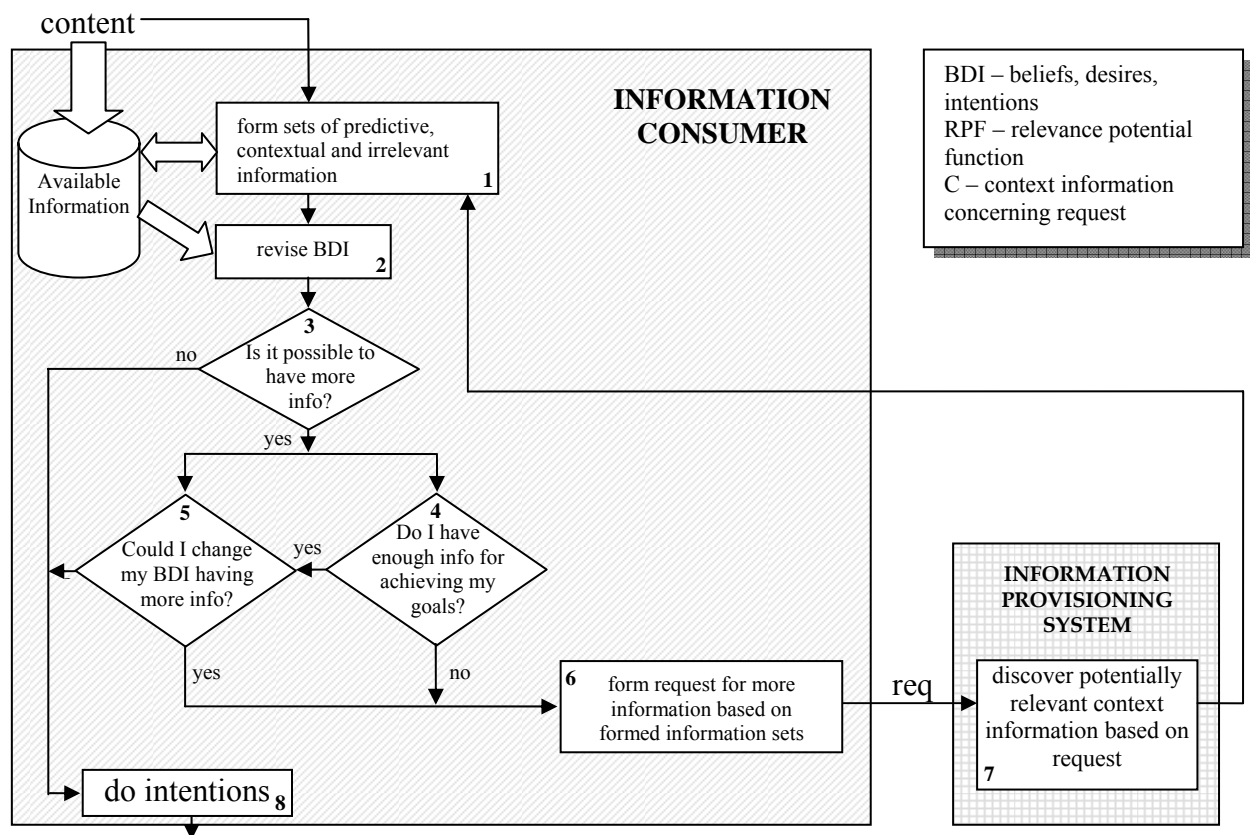 content
INFORMATION
CONSUMER
BDI – beliefs, desires,
intentions
RPF – relevance potential
function
C – context information
concerning request
form sets of predictive,
contextual and irrelevant
information
1
Available
Information
revise BDI
2
3
Is it possible to
have more
info?
no
yes
5
Could I change
my BDI having
more info?
yes
4
Do I have
enough info for
achieving my
goals?
yes
no
6
form request for more
information based on
formed information sets
req
INFORMATION
PROVISIONING
SYSTEM
discover potentially
relevant context
information based on
request
7
do intentions
8